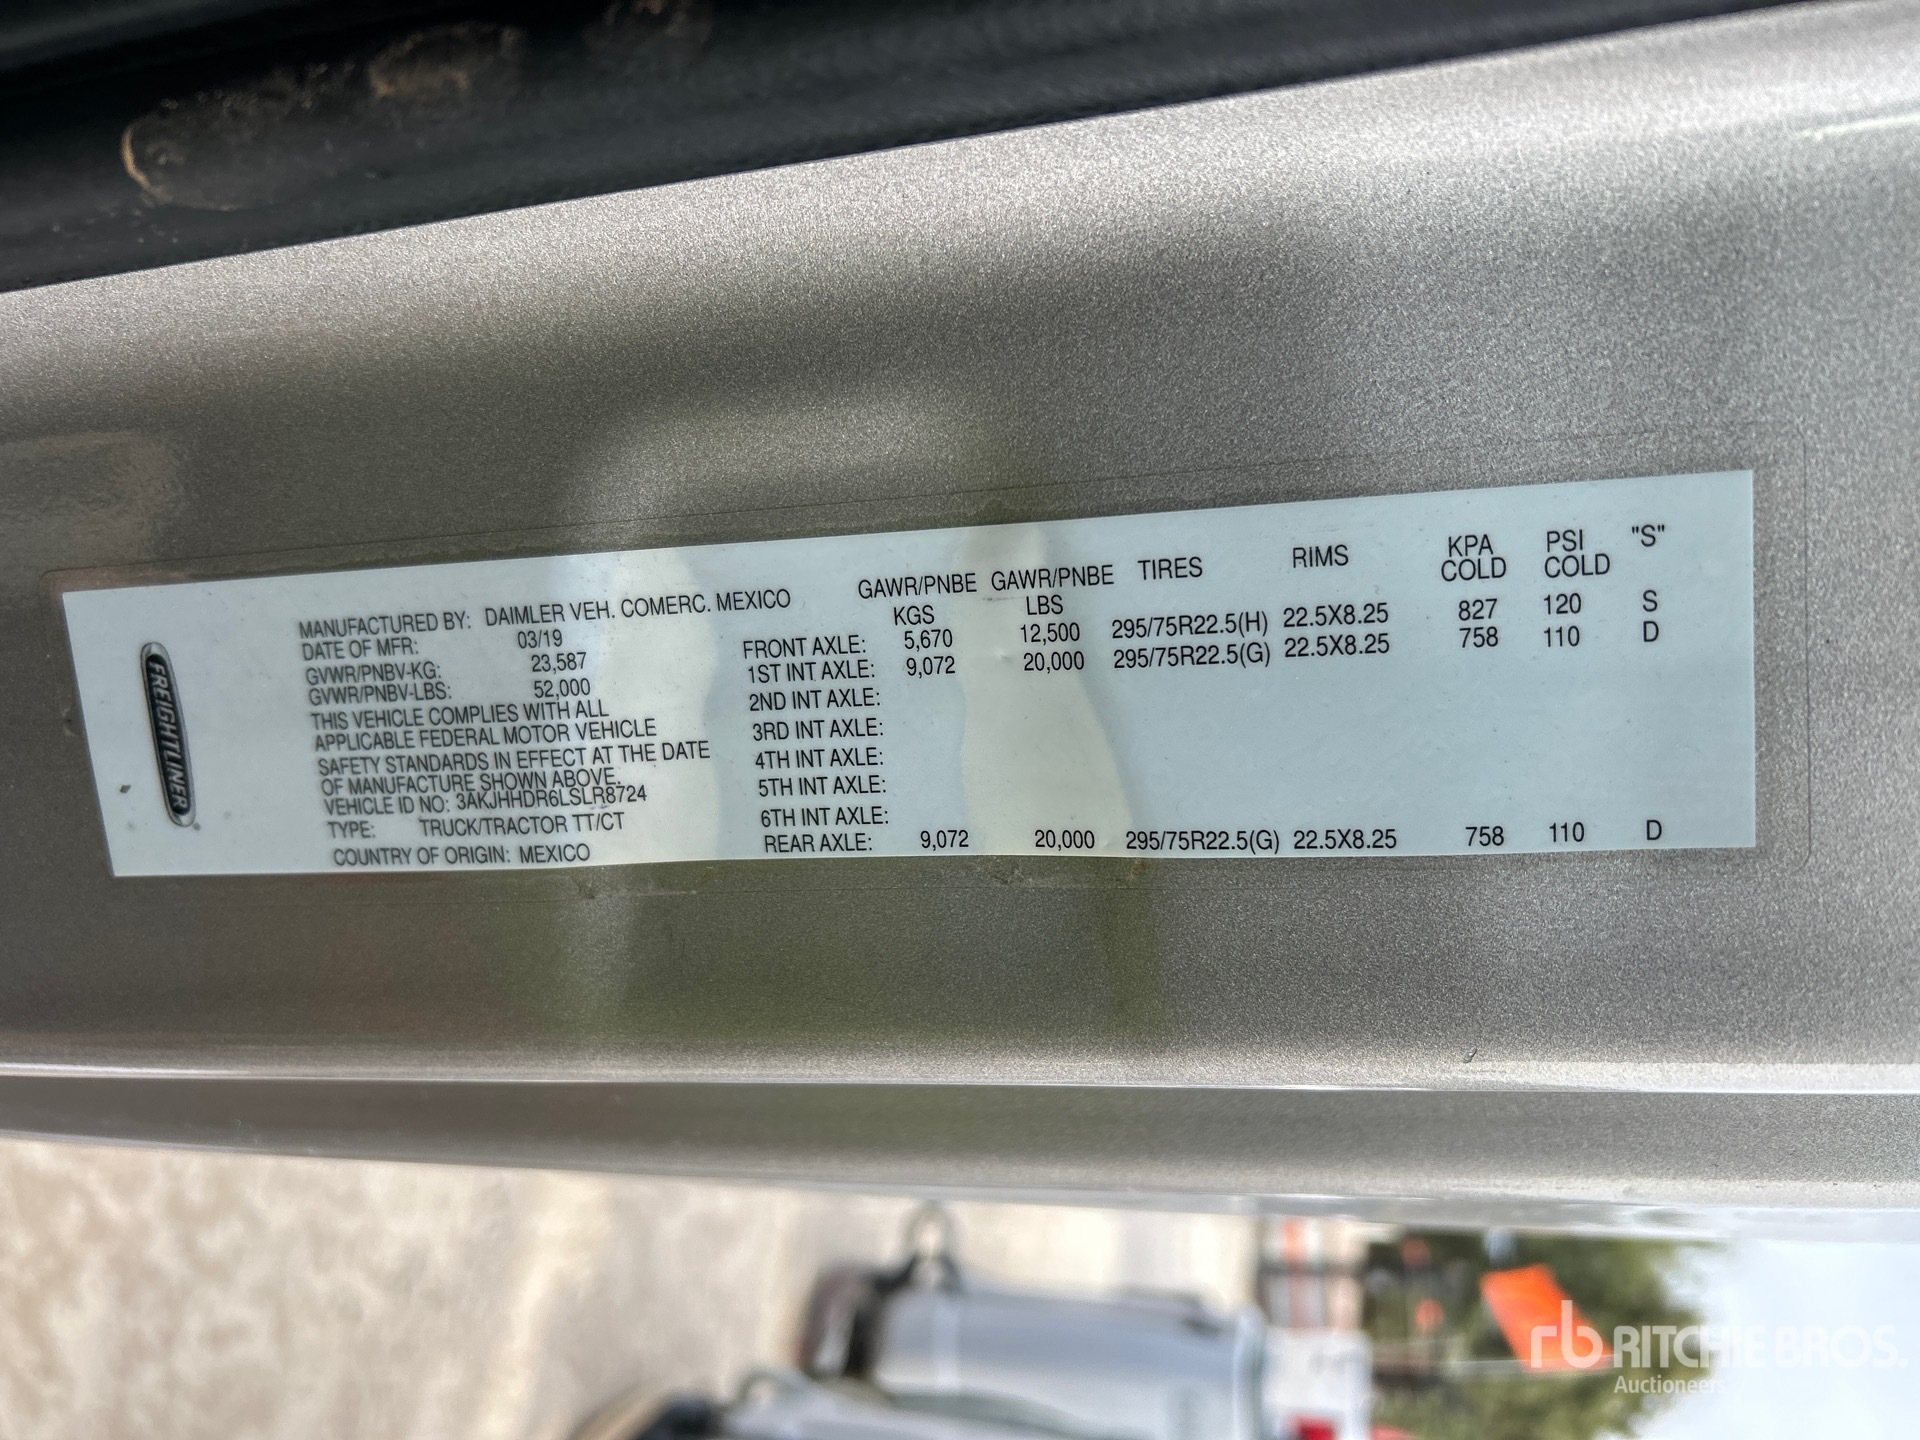 FREIGHTLINER
MANUFACTURED BY: DAIMLER VEH. COMERC. MEXICO
DATE OF MFR: 03/19
GVWR/PNBV-KG: 23,587
GVWR/PNBV-LBS: 52,000
THIS VEHICLE COMPLIES WITH ALL
APPLICABLE FEDERAL MOTOR VEHICLE
SAFETY STANDARDS IN EFFECT AT THE DATE
OF MANUFACTURE SHOWN ABOVE.
VEHICLE ID NO: 3AKJHHDR6LSLR8724
TYPE: TRUCK/TRACTOR TT/CT
COUNTRY OF ORIGIN: MEXICO
GAWR/PNBE GAWR/PNBE TIRES RIMS KPA PSI "S"
KGS LBS COLD COLD
FRONT AXLE: 5,670 12,500 295/75R22.5(H) 22.5X8.25 827 120 S
1ST INT AXLE: 9,072 20,000 295/75R22.5(G) 22.5X8.25 758 110 D
2ND INT AXLE:
3RD INT AXLE:
4TH INT AXLE:
5TH INT AXLE:
6TH INT AXLE:
REAR AXLE: 9,072 20,000 295/75R22.5(G) 22.5X8.25 758 110 D
rb RITCHIE BROS.
Auctioneers